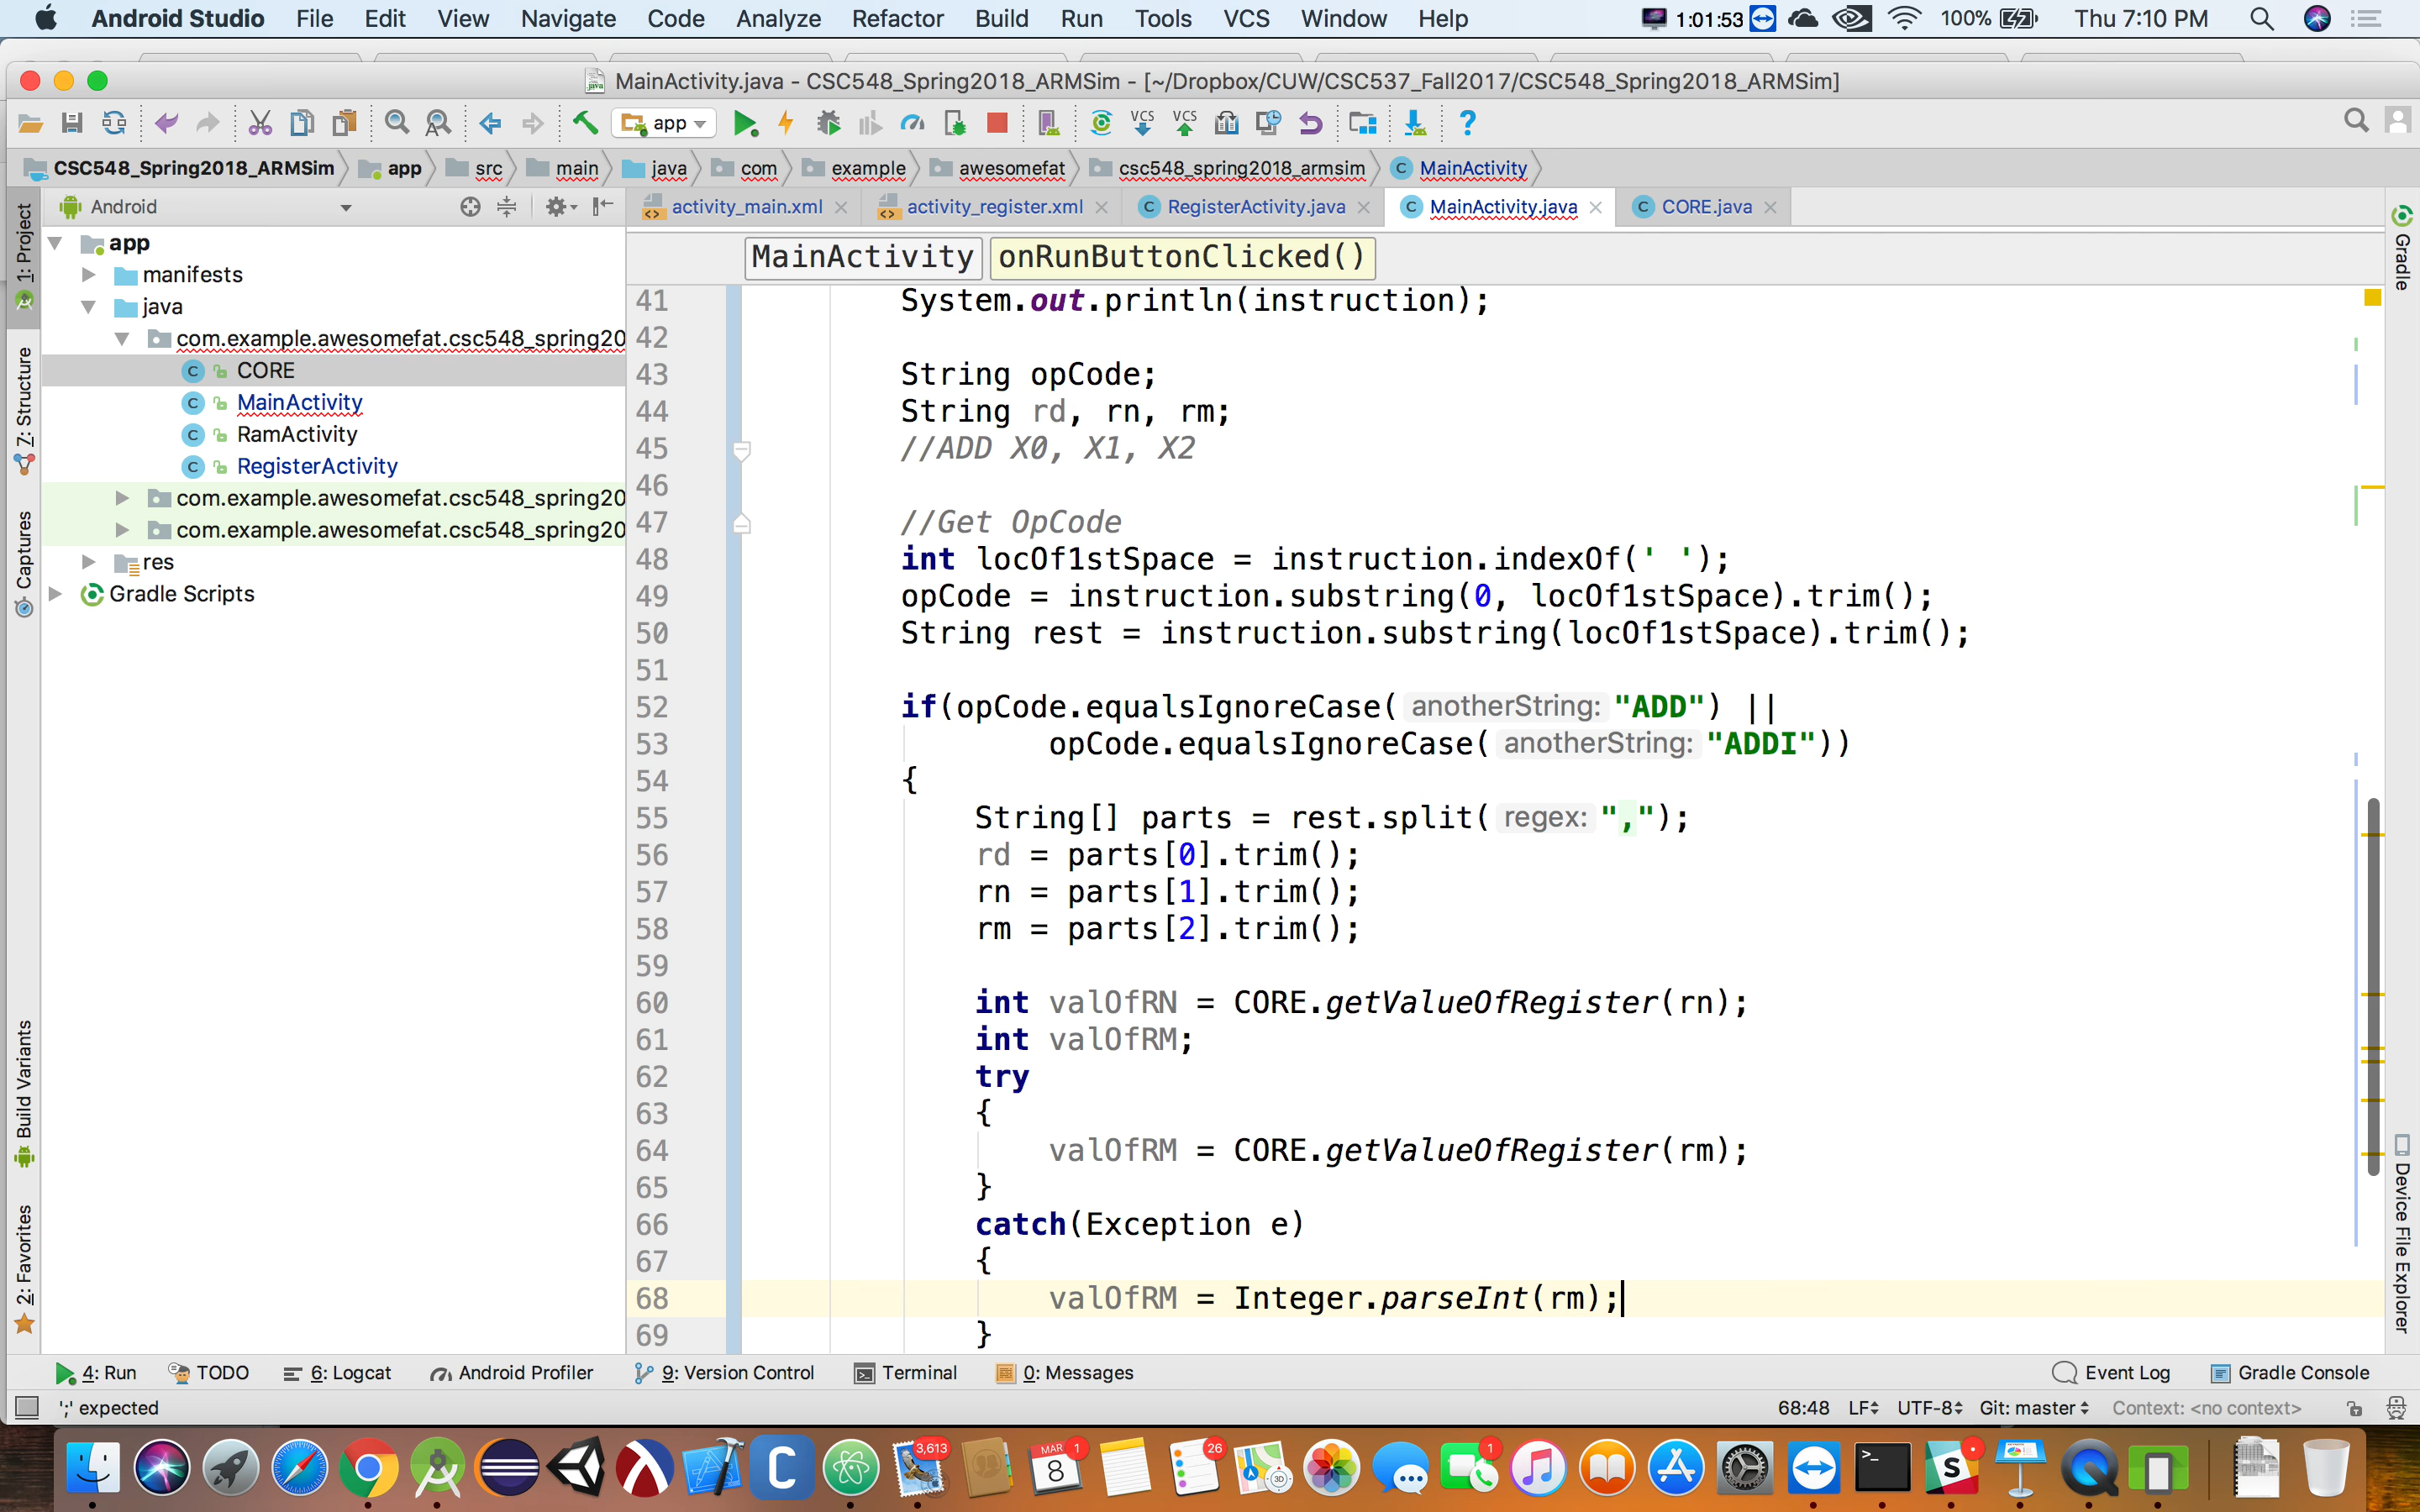 Android Studio File Edit View Navigate Code Analyze Refactor Build Run Tools VCS Window Help 1:01:53 100% Thu 7:10 PM
MainActivity.java - CSC548_Spring2018_ARMSim - [~/Dropbox/CUW/CSC537_Fall2017/CSC548_Spring2018_ARMSim]
app VCS VCS ?
CSC548_Spring2018_ARMSim app src main java com example awesomefat csc548_spring2018_armsim C MainActivity
Android activity_main.xml activity_register.xml C RegisterActivity.java C MainActivity.java C CORE.java
MainActivity onRunButtonClicked()
1: Project
7: Structure
Captures
Build Variants
2: Favorites
app
manifests
java
com.example.awesomefat.csc548_spring20
C CORE
C MainActivity
C RamActivity
C RegisterActivity
com.example.awesomefat.csc548_spring20
com.example.awesomefat.csc548_spring20
res
Gradle Scripts
41 System.out.println(instruction);
42
43 String opCode;
44 String rd, rn, rm;
45 //ADD X0, X1, X2
46
47 //Get OpCode
48 int locOf1stSpace = instruction.indexOf(' ');
49 opCode = instruction.substring(0, locOf1stSpace).trim();
50 String rest = instruction.substring(locOf1stSpace).trim();
51
52 if(opCode.equalsIgnoreCase( anotherString: "ADD") ||
53 opCode.equalsIgnoreCase( anotherString: "ADDI"))
54 {
55 String[] parts = rest.split( regex: ",");
56 rd = parts[0].trim();
57 rn = parts[1].trim();
58 rm = parts[2].trim();
59
60 int valOfRN = CORE.getValueOfRegister(rn);
61 int valOfRM;
62 try
63 {
64 valOfRM = CORE.getValueOfRegister(rm);
65 }
66 catch(Exception e)
67 {
68 valOfRM = Integer.parseInt(rm);
69 }
Gradle
Device File Explorer
4: Run TODO 6: Logcat Android Profiler 9: Version Control Terminal 0: Messages Event Log Gradle Console
';' expected 68:48 LF UTF-8 Git: master Context: <no context>
C 3,613 MAR 8 1 26 3D 1 >_ S